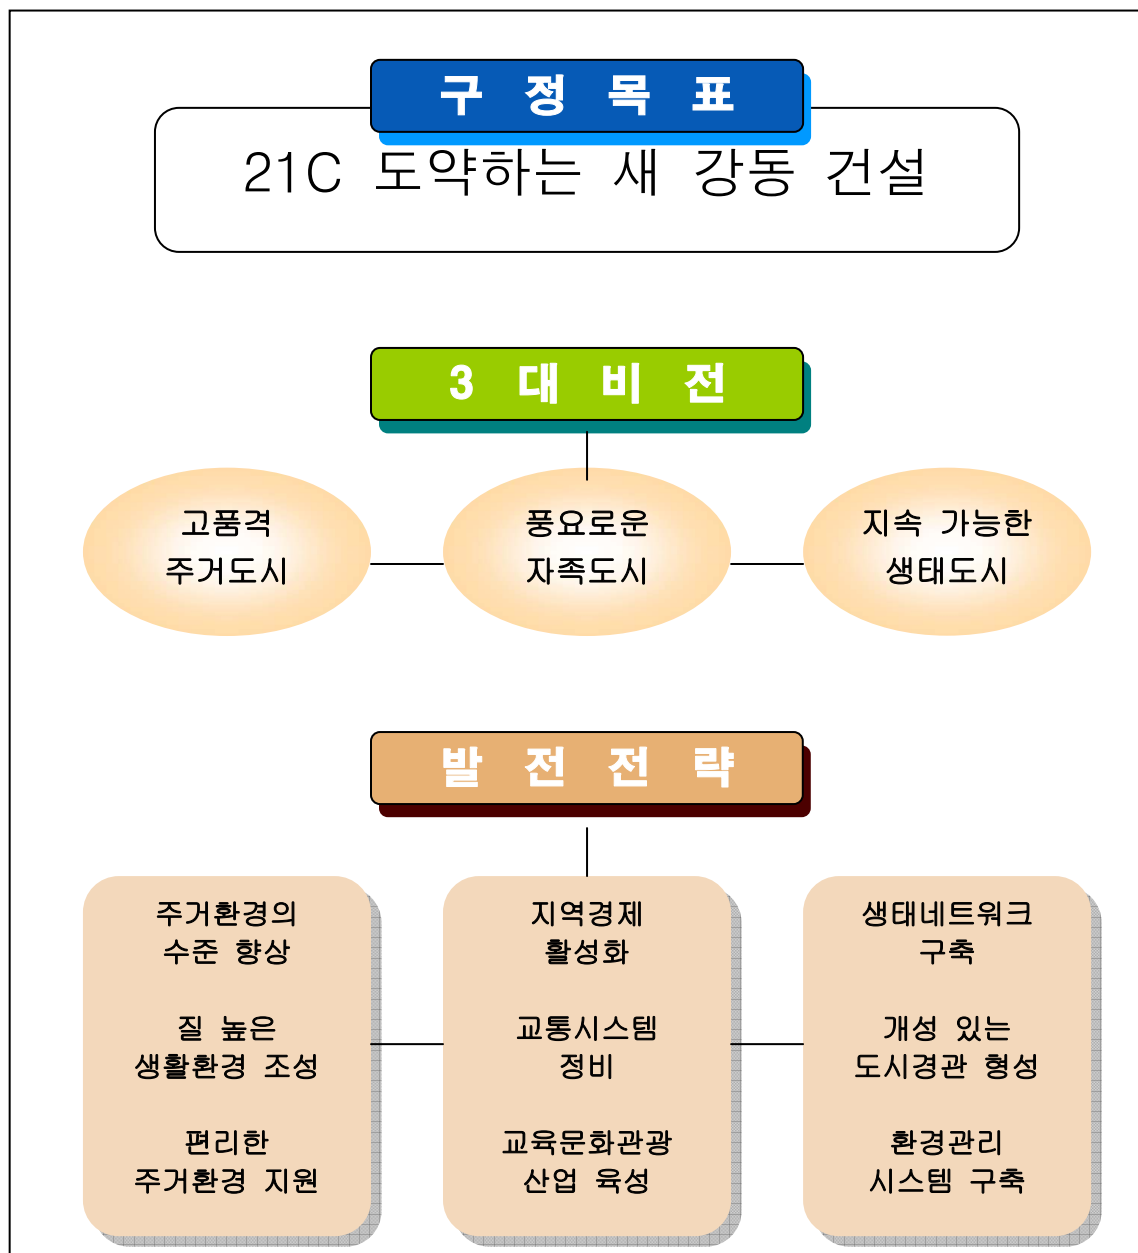 구 정 목 표
21C 도약하는 새 강동 건설
3 대 비 전
고품격
주거도시
풍요로운
자족도시
지속 가능한
생태도시
발 전 전 략
주거환경의
수준 향상
질 높은
생활환경 조성
편리한
주거환경 지원
지역경제
활성화
교통시스템
정비
교육문화관광
산업 육성
생태네트워크
구축
개성 있는
도시경관 형성
환경관리
시스템 구축